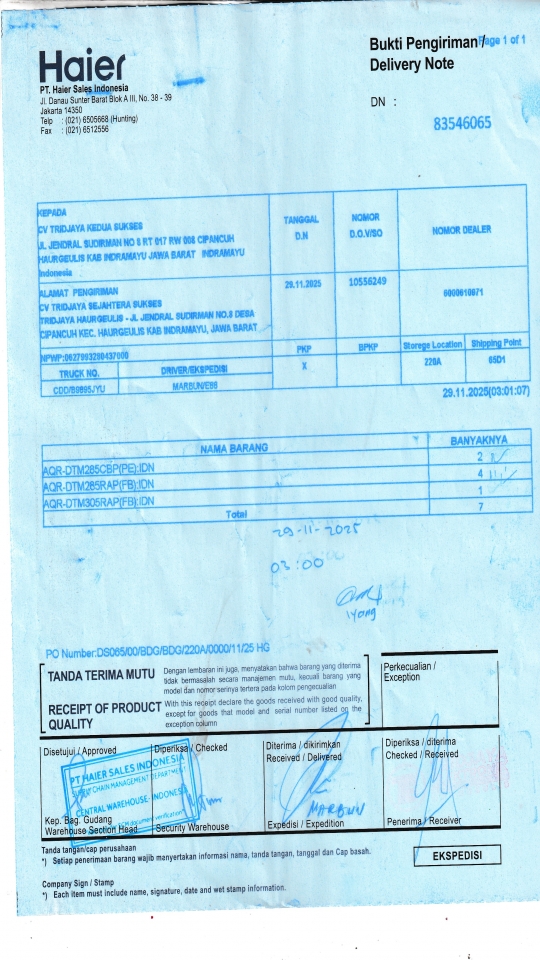 Haier
PT. Haier Sales Indonesia
Jl. Danau Sunter Barat Blok A III, No. 38 - 39
Jakarta 14350
Telp : (021) 6505668 (Hunting)
Fax : (021) 6512556
Bukti Pengiriman / Page 1 of 1
Delivery Note
DN :
83546065
KEPADA
CV TRIDJAYA KEDUA SUKSES
JL JENDRAL SUDIRMAN NO 8 RT 017 RW 008 CIPANCUH
HAURGEULIS KAB INDRAMAYU JAWA BARAT INDRAMAYU
Indonesia
TANGGAL
D.N
NOMOR
D.O.V/SO
NOMOR DEALER
ALAMAT PENGIRIMAN
CV TRIDJAYA SEJAHTERA SUKSES
TRIDJAYA HAURGEULIS - JL JENDRAL SUDIRMAN NO.8 DESA
CIPANCUH KEC. HAURGEULIS KAB INDRAMAYU, JAWA BARAT
29.11.2025
10556249
6000610671
NPWP:0627993280437000
PKP
BPKP
Storege Location
Shipping Point
TRUCK NO.
DRIVER/EKSPEDISI
X
220A
65D1
CDD/B9895JYU
MARBUN/E98
29.11.2025(03:01:07)
NAMA BARANG
BANYAKNYA
AQR-DTM285CBP(PE):IDN
2
AQR-DTM285RAP(FB):IDN
4
AQR-DTM305RAP(FB):IDN
1
Total
7
29-11-2025
03:00
Iyang
PO Number:DS065/00/BDG/BDG/220A/0000/11/25 HG
TANDA TERIMA MUTU
Dengan lembaran ini juga, menyatakan bahwa barang yang diterima
tidak bermasalah secara manajemen mutu, kecuali barang yang
model dan nomor serinya tertera pada kolom pengecualian
RECEIPT OF PRODUCT
QUALITY
With this receipt declare the goods received with good quality,
except for goods that model and serial number listed on the
exception column
Perkecualian /
Exception
Disetujui / Approved
Diperiksa / Checked
Diterima / dikirimkan
Received / Delivered
Diperiksa / diterima
Checked / Received
PT HAIER SALES INDONESIA
SUPPLY CHAIN MANAGEMENT DEPARTMENT
CENTRAL WAREHOUSE - INDONESIA
SCM document verification
MARBUN
Kep. Bag. Gudang
Warehouse Section Head
Security Warehouse
Expedisi / Expedition
Penerima / Receiver
Tanda tangan/cap perusahaan
*) Setiap penerimaan barang wajib menyertakan informasi nama, tanda tangan, tanggal dan Cap basah.
EKSPEDISI
Company Sign / Stamp
*) Each item must include name, signature, date and wet stamp information.